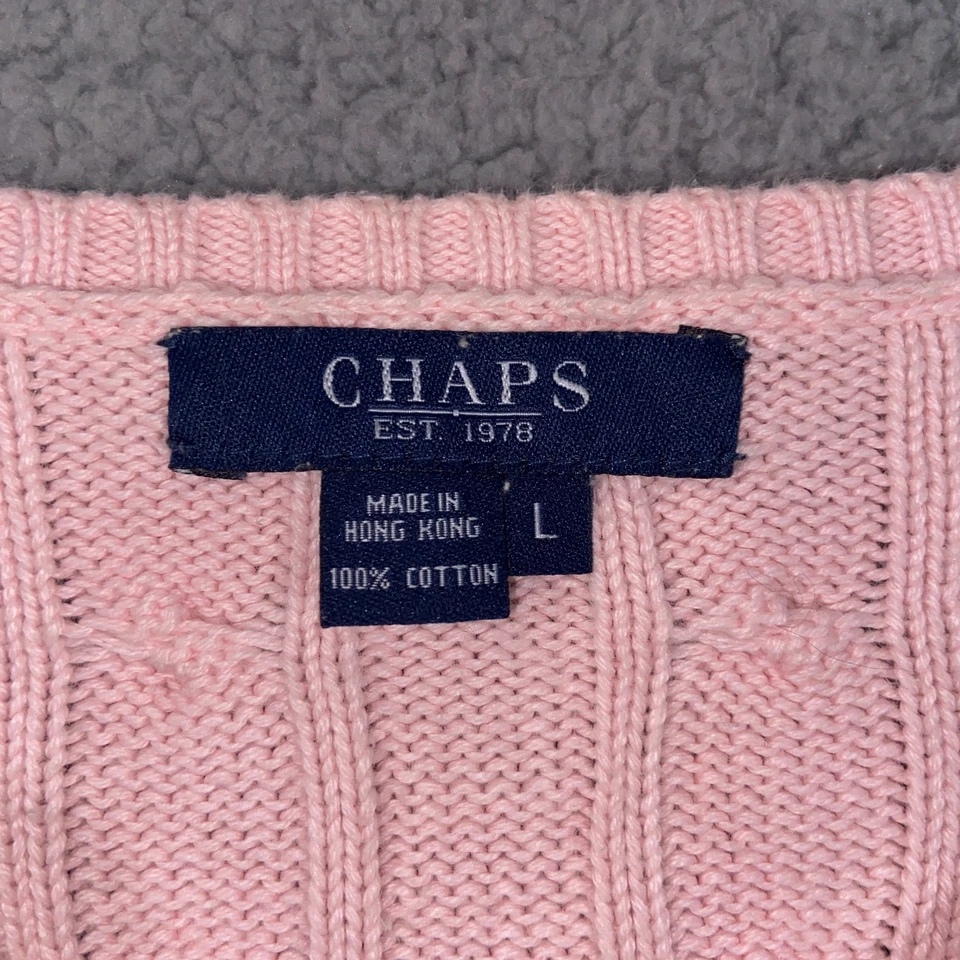 CHAPS
EST. 1978
MADE IN
HONG KONG
100% COTTON
L